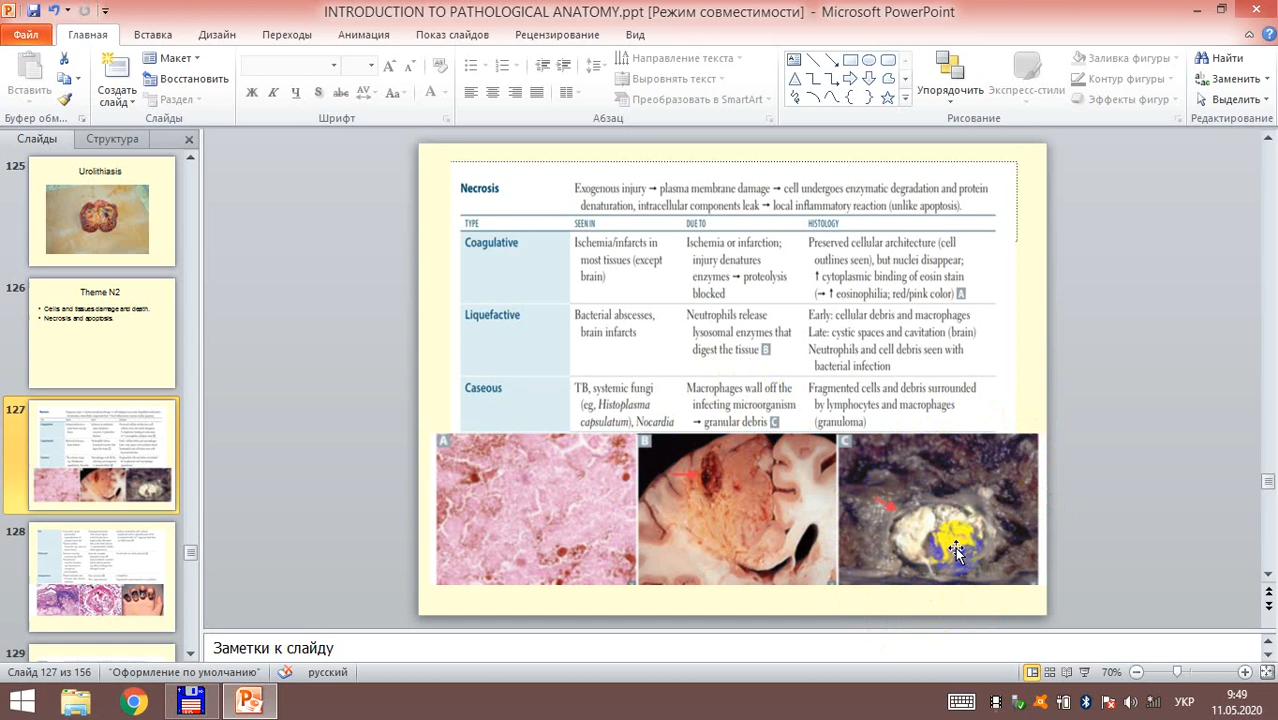 INTRODUCTION TO PATHOLOGICAL ANATOMY.ppt [Режим совместимости] - Microsoft PowerPoint
Файл Главная Вставка Дизайн Переходы Анимация Показ слайдов Рецензирование Вид
Вставить
Буфер обм...
Создать слайд
Макет
Восстановить
Раздел
Слайды
Ж К Ч S abc AV Aa A
Шрифт
Направление текста
Выровнять текст
Преобразовать в SmartArt
Абзац
Упорядочить
Экспресс-стили
Заливка фигуры
Контур фигуры
Эффекты фигур
Рисование
Найти
Заменить
Выделить
Редактирование
Слайды Структура
125
Urolithiasis
126
Theme N2
• Cells and tissues damage and death.
• Necrosis and apoptosis.
127
128
129
Necrosis
Exogenous injury → plasma membrane damage → cell undergoes enzymatic degradation and protein
denaturation, intracellular components leak → local inflammatory reaction (unlike apoptosis).
TYPE SEEN IN DUE TO HISTOLOGY
Coagulative
Ischemia/infarcts in
most tissues (except
brain)
Ischemia or infarction;
injury denatures
enzymes → proteolysis
blocked
Preserved cellular architecture (cell
outlines seen), but nuclei disappear;
↑ cytoplasmic binding of eosin stain
(→ ↑ eosinophilia; red/pink color) A
Liquefactive
Bacterial abscesses,
brain infarcts
Neutrophils release
lysosomal enzymes that
digest the tissue B
Early: cellular debris and macrophages
Late: cystic spaces and cavitation (brain)
Neutrophils and cell debris seen with
bacterial infection
Caseous
TB, systemic fungi
(eg, Histoplasma
capsulatum), Nocardia
Macrophages wall off the
infecting microorganism
→ granular debris C
Fragmented cells and debris surrounded
by lymphocytes and macrophages
(granuloma)
A
B
Заметки к слайду
Слайд 127 из 156 "Оформление по умолчанию" русский 70%
УКР
9:49
11.05.2020